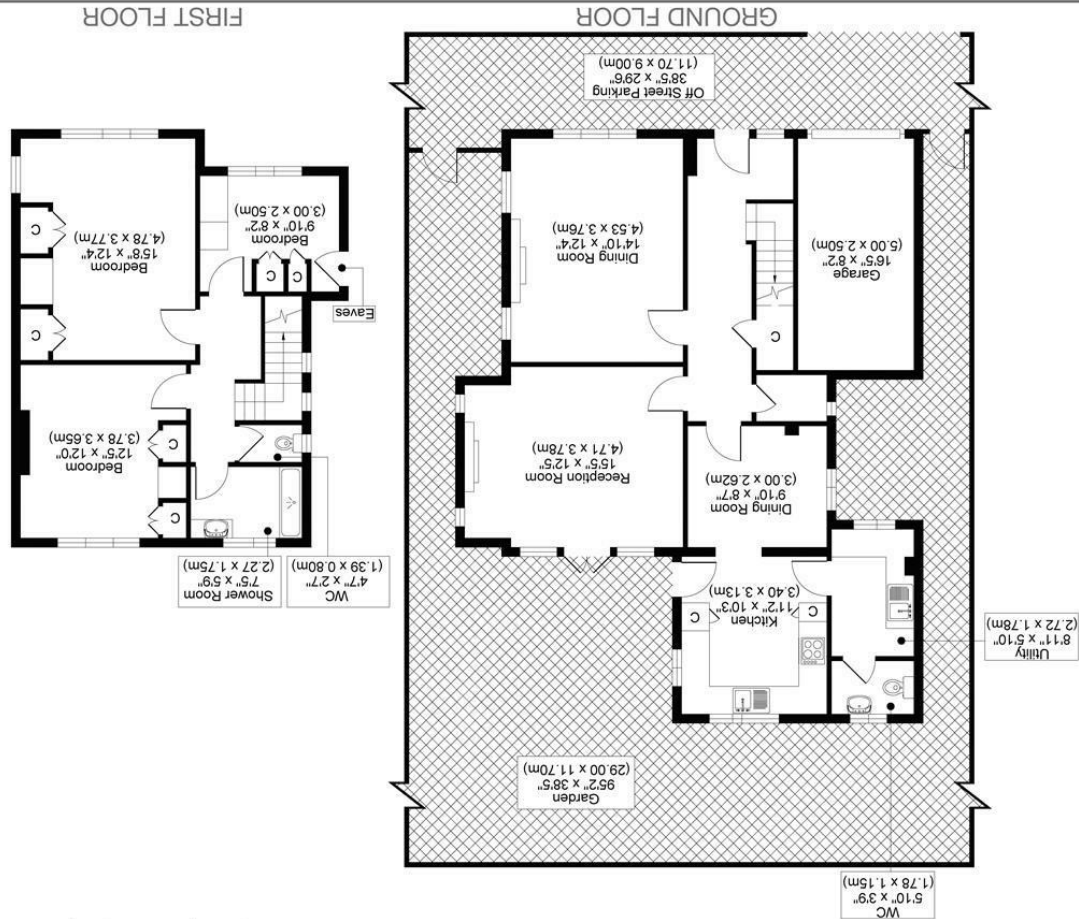 WC
5'10" x 3'9"
(1.78 x 1.15m)
Garden
95'2" x 38'5"
(29.00 x 11.70m)
Utility
8'11" x 5'10"
(2.72 x 1.78m)
Kitchen
11'2" x 10'3"
(3.40 x 3.13m)
C
C
Dining Room
9'10" x 8'7"
(3.00 x 2.62m)
Reception Room
15'5" x 12'5"
(4.71 x 3.78m)
C
Garage
16'5" x 8'2"
(5.00 x 2.50m)
Dining Room
14'10" x 12'4"
(4.53 x 3.76m)
Off Street Parking
38'5" x 29'6"
(11.70 x 9.00m)
GROUND FLOOR
WC
4'7" x 2'7"
(1.39 x 0.80m)
Shower Room
7'5" x 5'9"
(2.27 x 1.75m)
C
C
Bedroom
12'5" x 12'0"
(3.78 x 3.65m)
C
C
Eaves
C
C
Bedroom
9'10" x 8'2"
(3.00 x 2.50m)
Bedroom
15'8" x 12'4"
(4.78 x 3.77m)
FIRST FLOOR